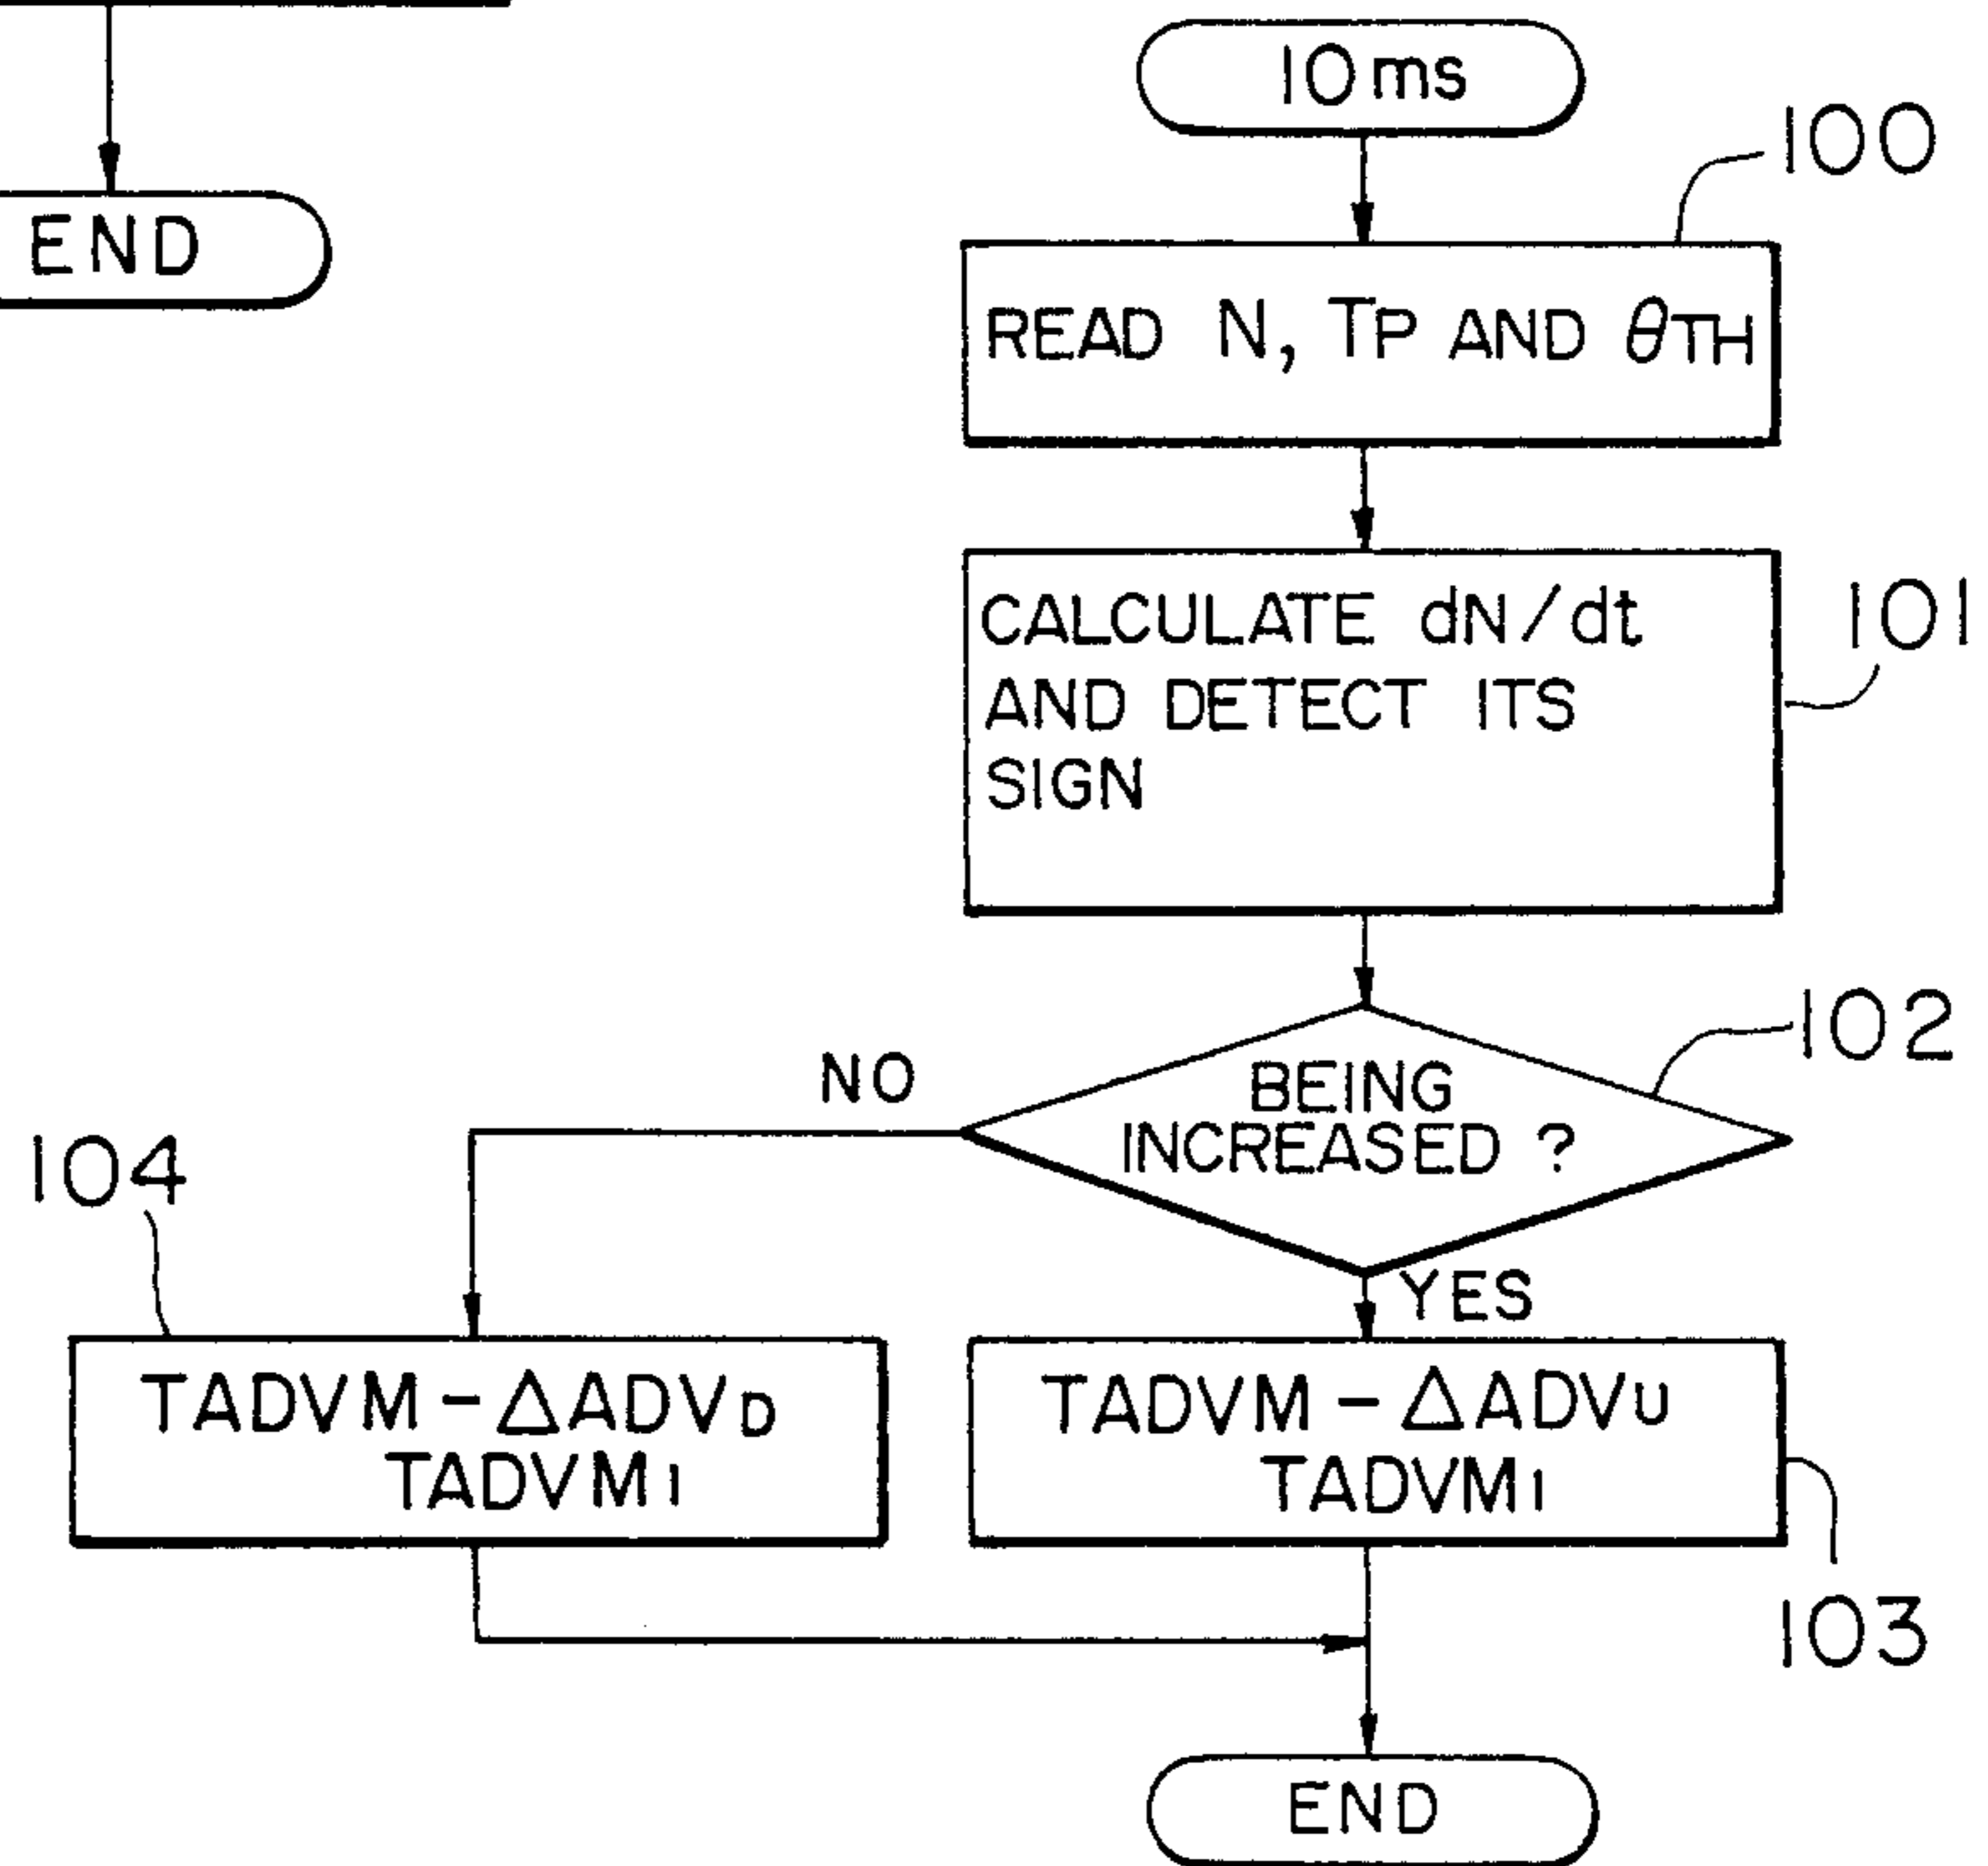 END
10ms
100
READ N, TP AND θTH
CALCULATE dN/dt
AND DETECT ITS
SIGN
101
102
NO
BEING
INCREASED ?
104
YES
TADVM-ΔADVD
TADVM1
TADVM-ΔADVU
TADVM1
103
END